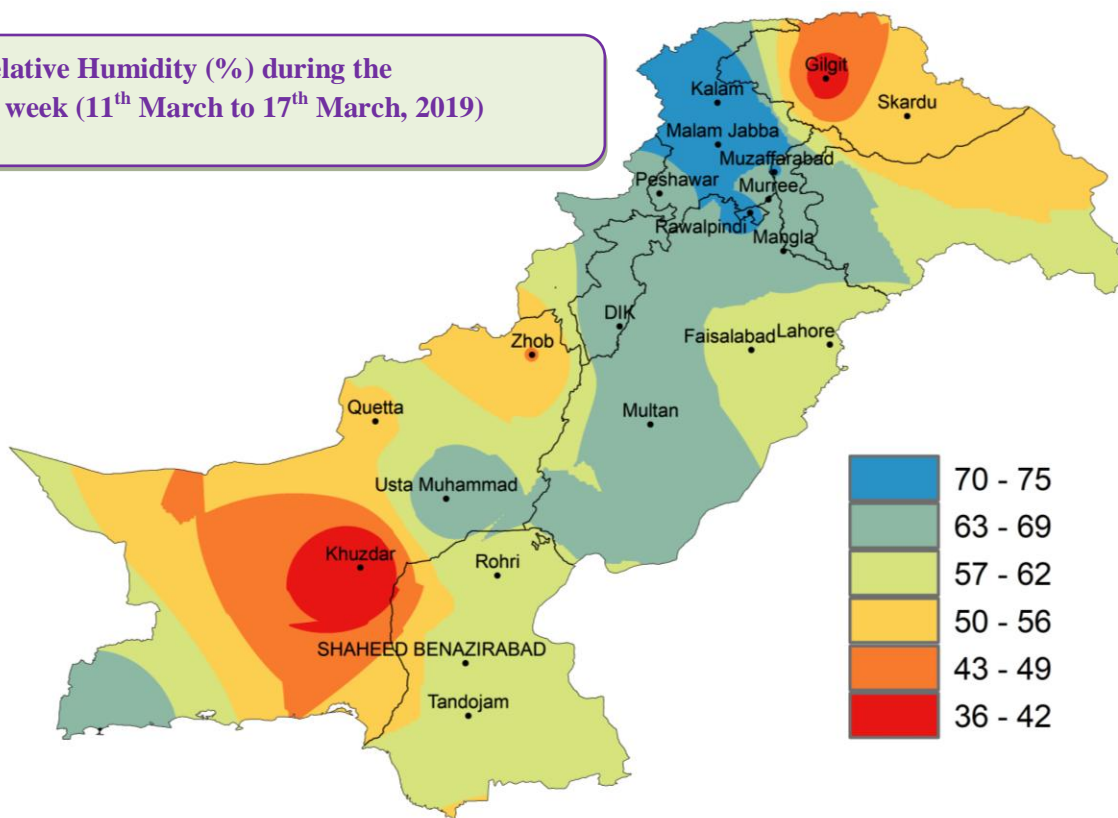 elative Humidity (%) during the
week (11th March to 17th March, 2019)
Gilgit
Kalam
Skardu
Malam Jabba
Muzaffarabad
Peshawar
Murree
Rawalpindi
Mangla
DIK
Faisalabad
Lahore
Zhob
Quetta
Multan
Usta Muhammad
Khuzdar
Rohri
SHAHEED BENAZIRABAD
Tandojam
70 - 75
63 - 69
57 - 62
50 - 56
43 - 49
36 - 42